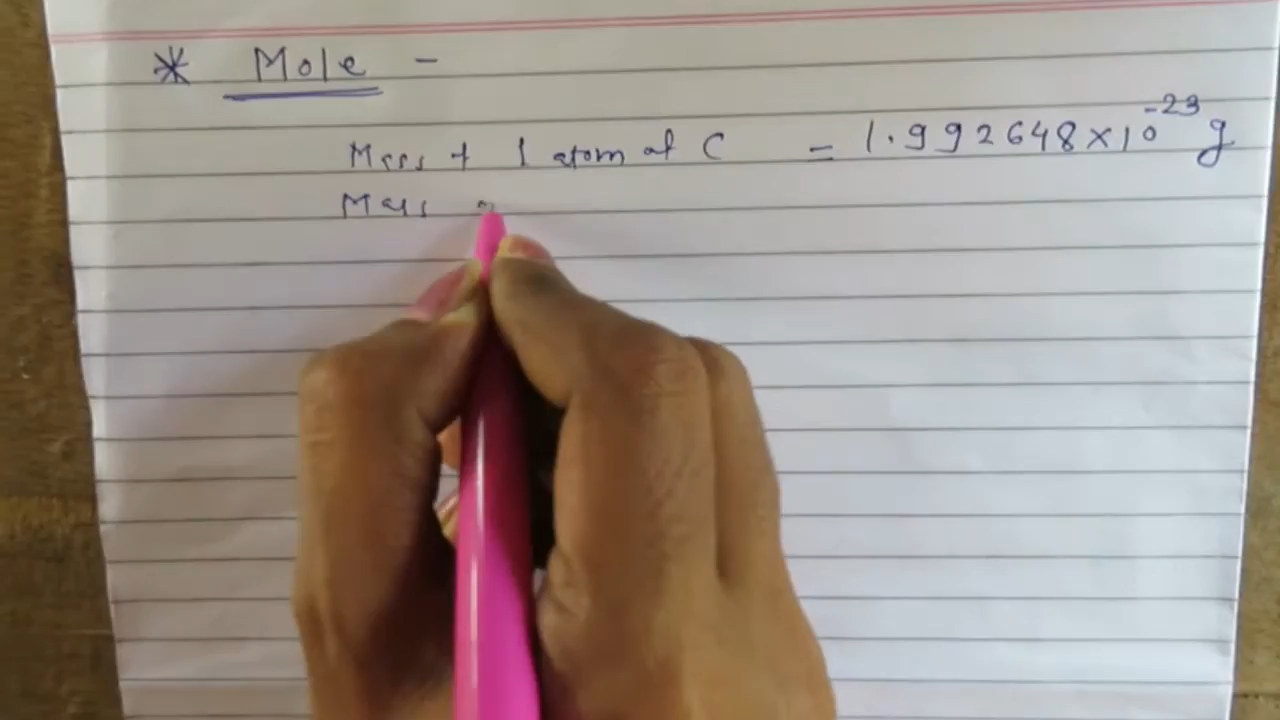 * Mole -
Mass of 1 atom of C = 1.992648×10⁻²³ g
Mass